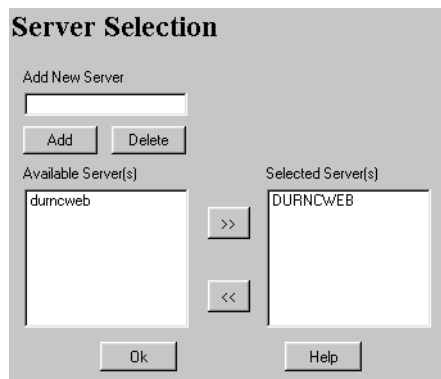 Server Selection
Add New Server
Add Delete
Available Server(s) Selected Server(s)
durncweb DURNCWEB
>>
<<
Ok Help